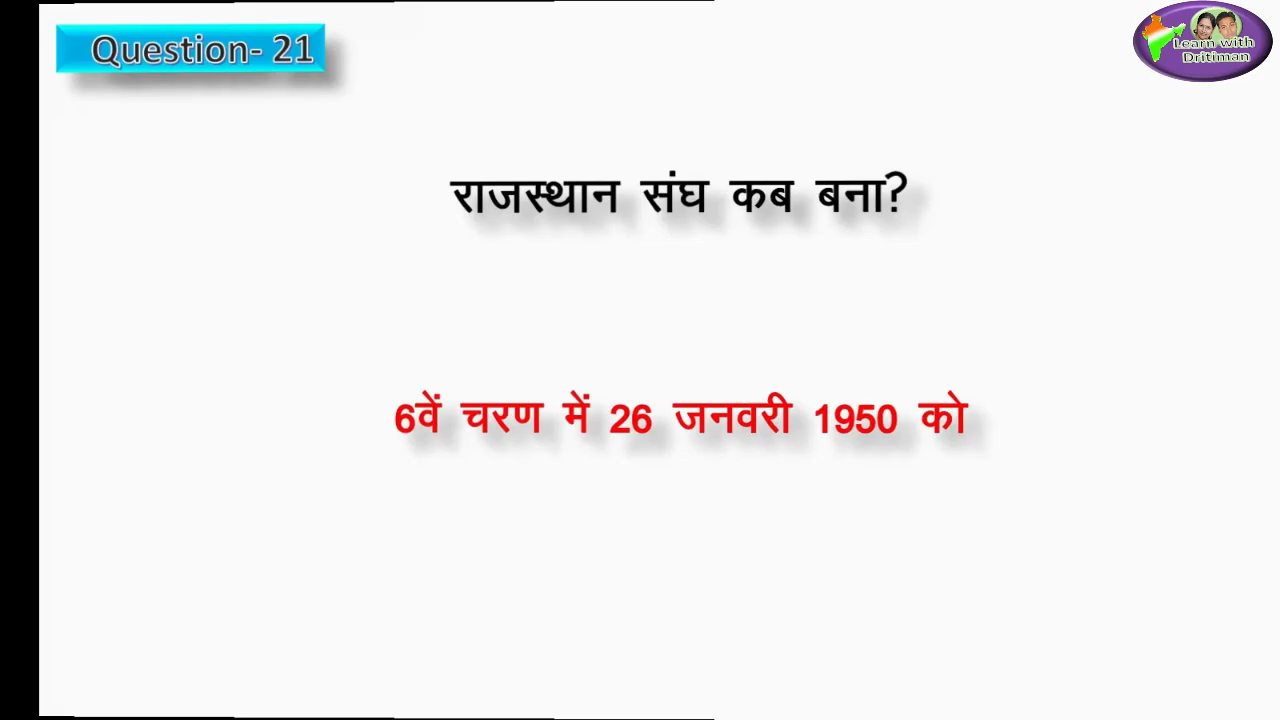 Question- 21
Learn with
Dritiman
राजस्थान संघ कब बना?
6वें चरण में 26 जनवरी 1950 को